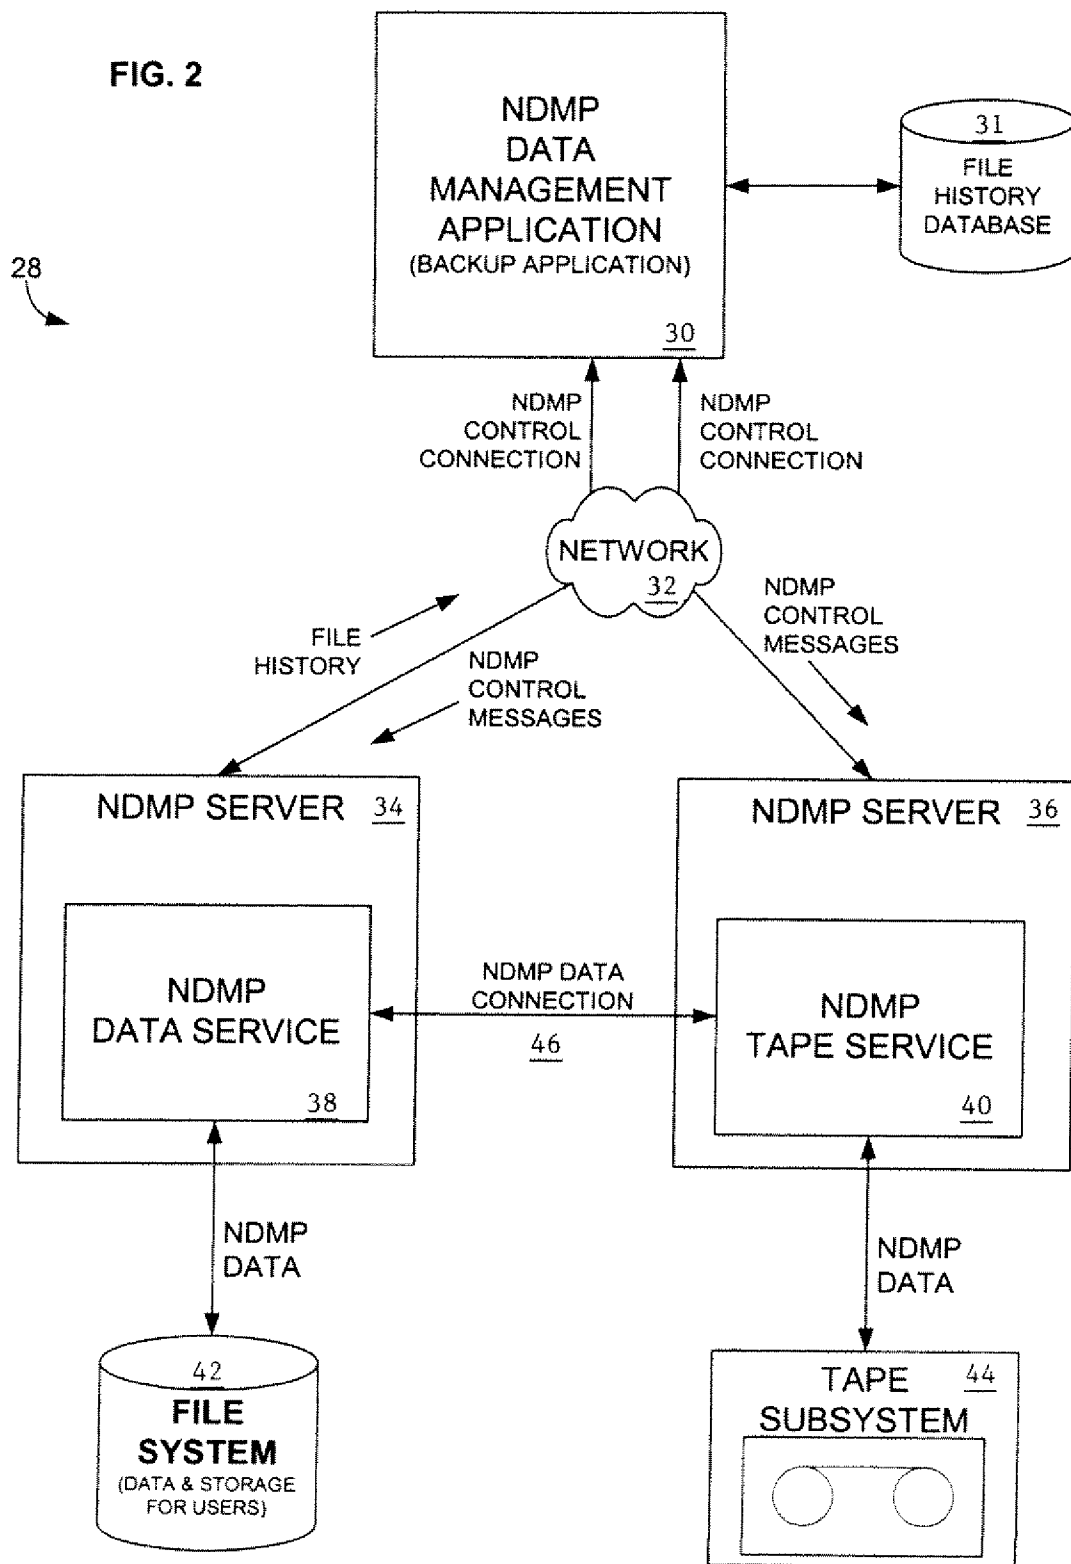 FIG. 2
NDMP
DATA
MANAGEMENT
APPLICATION
(BACKUP APPLICATION)
30
31
FILE
HISTORY
DATABASE
28
NDMP
CONTROL
CONNECTION
NDMP
CONTROL
CONNECTION
NETWORK
32
FILE
HISTORY
NDMP
CONTROL
MESSAGES
NDMP
CONTROL
MESSAGES
NDMP SERVER 34
NDMP
DATA SERVICE
38
NDMP DATA
CONNECTION
46
NDMP SERVER 36
NDMP
TAPE SERVICE
40
NDMP
DATA
NDMP
DATA
42
FILE
SYSTEM
(DATA & STORAGE
FOR USERS)
TAPE 44
SUBSYSTEM